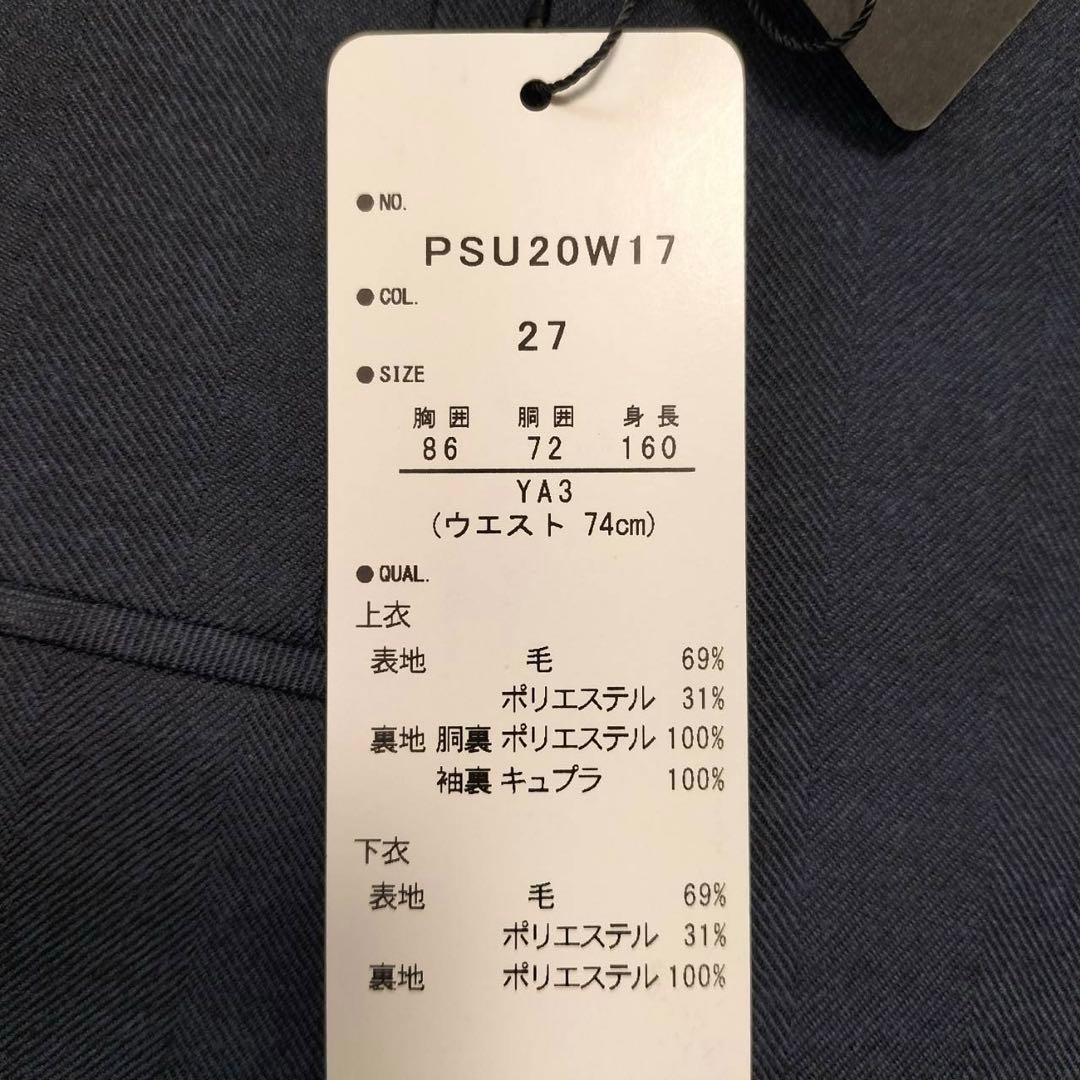 ●NO.
PSU20W17
●COL.
27
●SIZE
胸囲 胴囲 身長
86 72 160
YA3
(ウエスト 74cm)
●QUAL.
上衣
表地 毛 69%
ポリエステル 31%
裏地 胴裏 ポリエステル 100%
袖裏 キュプラ 100%
下衣
表地 毛 69%
ポリエステル 31%
裏地 ポリエステル 100%